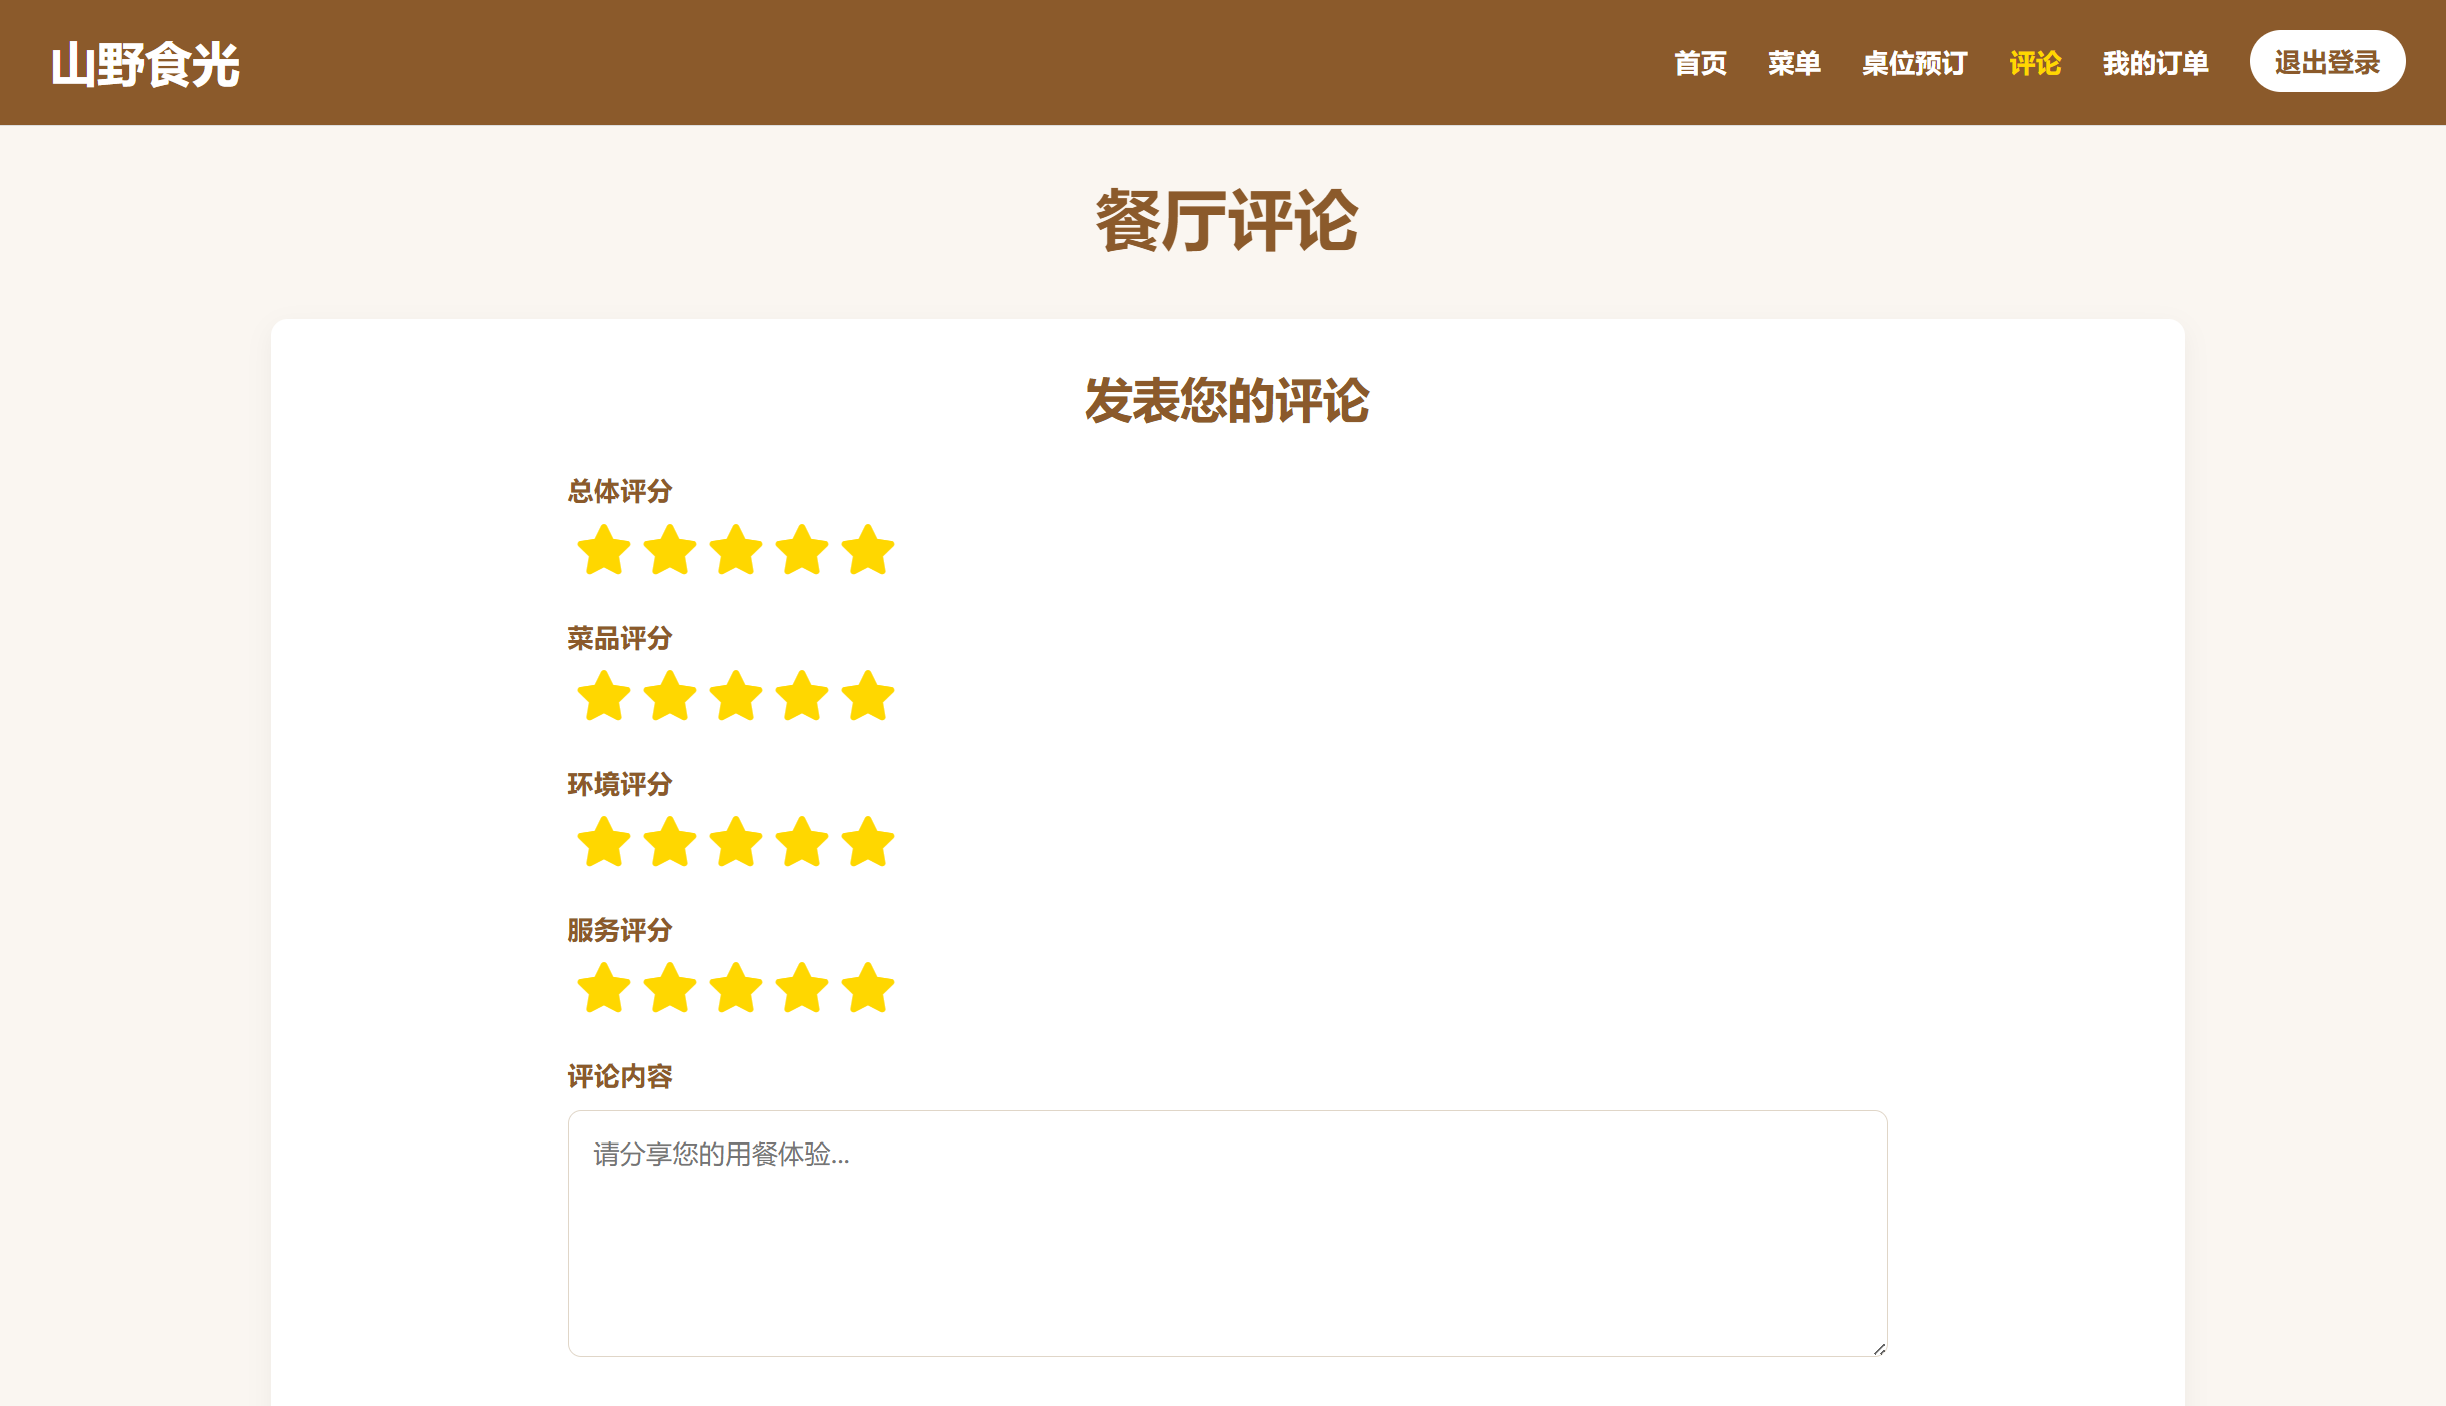 山野食光
首页 菜单 桌位预订 评论 我的订单 退出登录
餐厅评论
发表您的评论
总体评分
菜品评分
环境评分
服务评分
评论内容
请分享您的用餐体验...